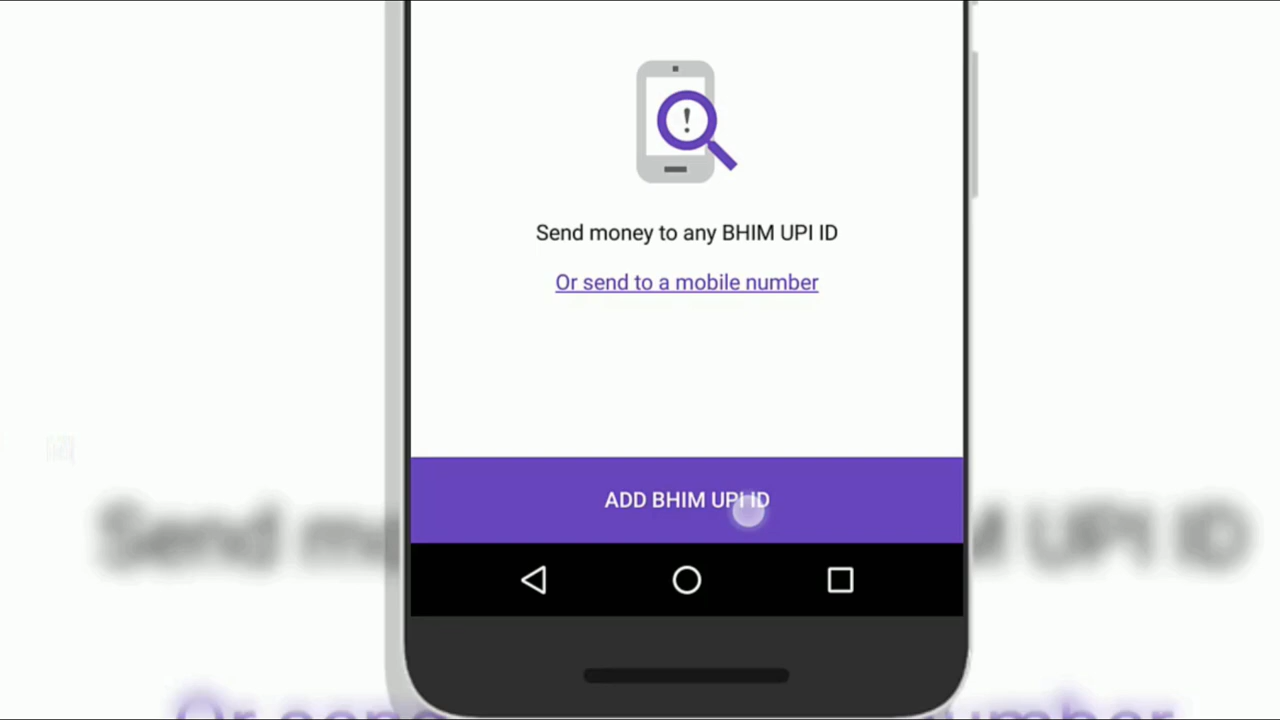 Send money to any BHIM UPI ID
Or send to a mobile number
ADD BHIM UPI ID